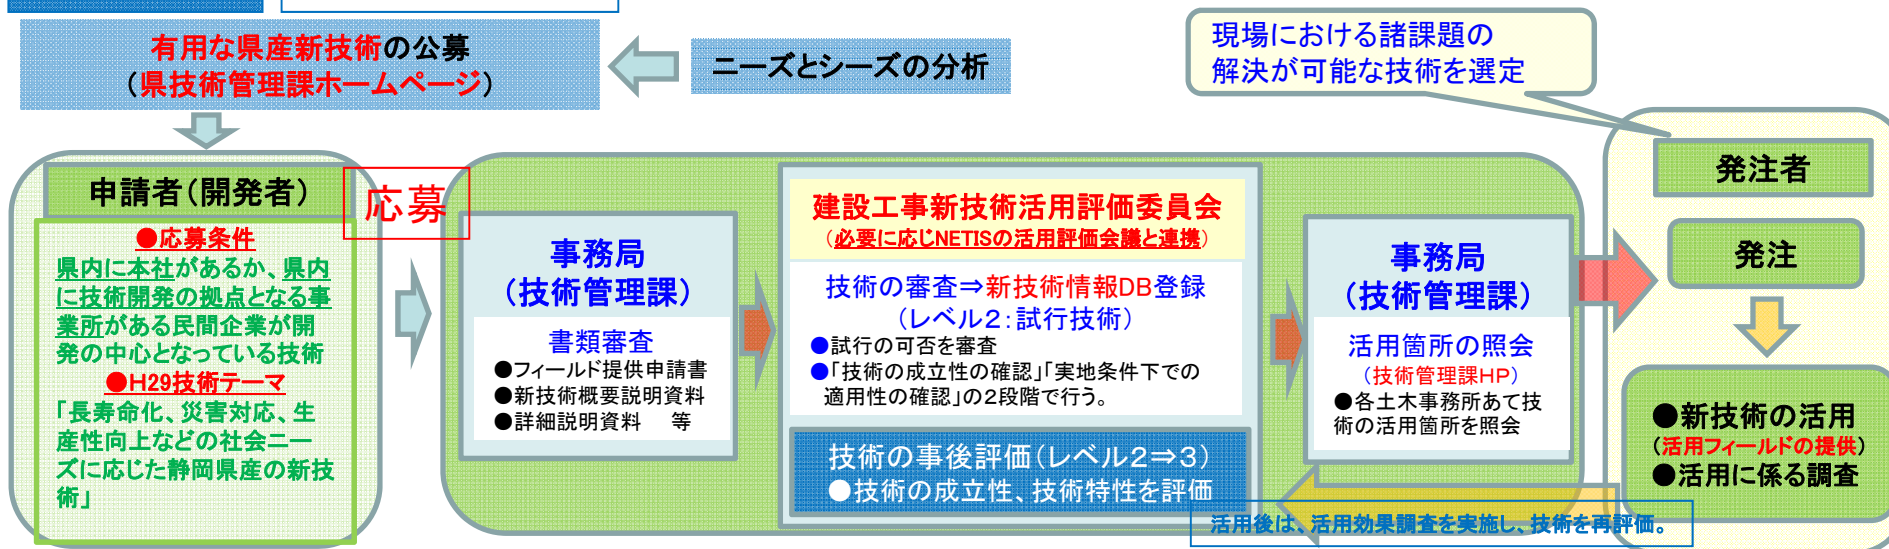 有用な県産新技術の公募
（県技術管理課ホームページ）
ニーズとシーズの分析
現場における諸課題の
解決が可能な技術を選定
申請者（開発者）
●応募条件
県内に本社があるか、県内
に技術開発の拠点となる事
業所がある民間企業が開
発の中心となっている技術
●H29技術テーマ
「長寿命化、災害対応、生
産性向上などの社会ニー
ズに応じた静岡県産の新技
術」
応募
事務局
（技術管理課）
書類審査
●フィールド提供申請書
●新技術概要説明資料
●詳細説明資料　等
建設工事新技術活用評価委員会
（必要に応じNETISの活用評価会議と連携）
技術の審査⇒新技術情報DB登録
（レベル２：試行技術）
●試行の可否を審査
●「技術の成立性の確認」「実地条件下での
適用性の確認」の２段階で行う。
技術の事後評価（レベル２⇒３）
●技術の成立性、技術特性を評価
事務局
（技術管理課）
活用箇所の照会
（技術管理課HP）
●各土木事務所あて技
術の活用箇所を照会
発注者
発注
●新技術の活用
（活用フィールドの提供）
●活用に係る調査
活用後は、活用効果調査を実施し、技術を再評価。